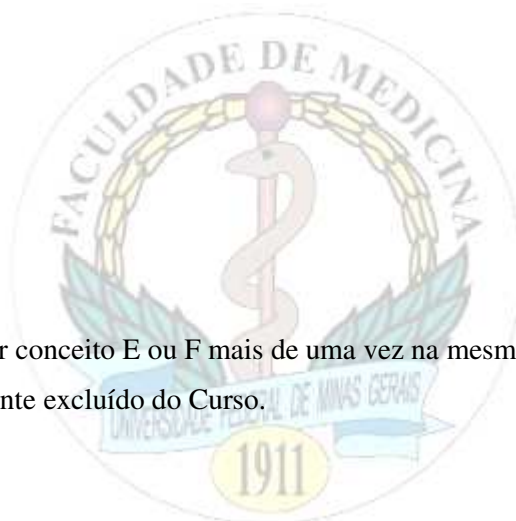 FACULDADE DE MEDICINA
r conceito E ou F mais de uma vez na mesm
nte excluído do Curso.
UNIVERSIDADE FEDERAL DE MINAS GERAIS
1911